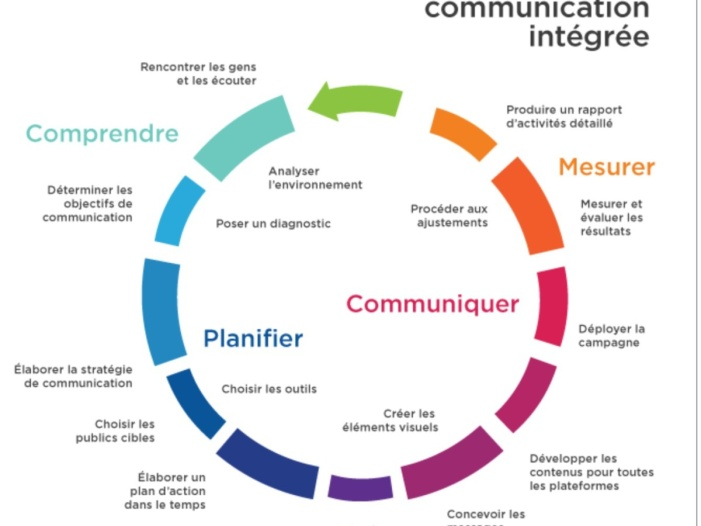 communication
intégrée
Rencontrer les gens
et les écouter
Comprendre
Analyser
l'environnement
Déterminer les
objectifs de
communication
Poser un diagnostic
Planifier
Élaborer la stratégie
de communication
Choisir les outils
Choisir les
publics cibles
Élaborer un
plan d'action
dans le temps
Communiquer
Créer les
éléments visuels
Concevoir les
Développer les
contenus pour toutes
les plateformes
Déployer la
campagne
Mesurer
Mesurer et
évaluer les
résultats
Procéder aux
ajustements
Produire un rapport
d'activités détaillé